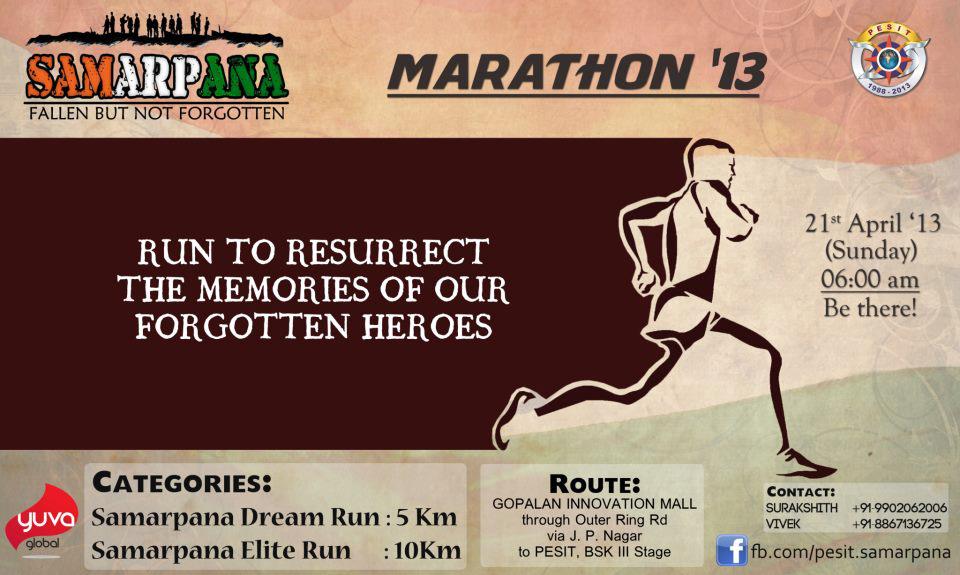 SAMARPANA
FALLEN BUT NOT FORGOTTEN
MARATHON '13
PESIT
1988-2013
RUN TO RESURRECT
THE MEMORIES OF OUR
FORGOTTEN HEROES
21st April ‘13
(Sunday)
06:00 am
Be there!
yuva
global
CATEGORIES:
Samarpana Dream Run : 5 Km
Samarpana Elite Run : 10Km
ROUTE:
GOPALAN INNOVATION MALL
through Outer Ring Rd
via J. P. Nagar
to PESIT, BSK III Stage
CONTACT:
SURAKSHITH +91-9902062006
VIVEK +91-8867136725
f fb.com/pesit.samarpana